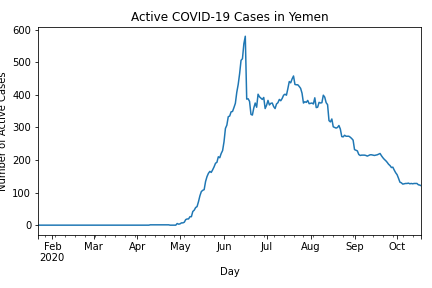 Active COVID-19 Cases in Yemen
Number of Active Cases
600
500
400
300
200
100
0
Feb Mar Apr May Jun Jul Aug Sep Oct
2020
Day